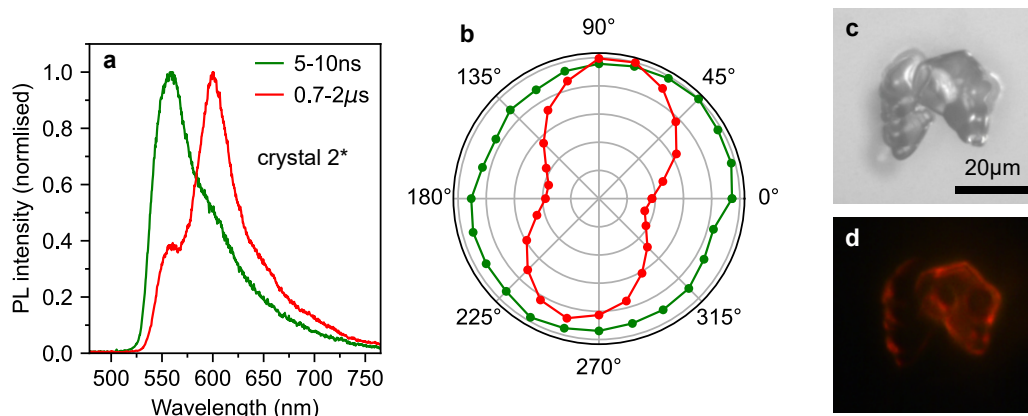 a
5-10ns
0.7-2µs
crystal 2*
1.0
0.8
0.6
0.4
0.2
0.0
500 550 600 650 700 750
Wavelength (nm)
PL intensity (nomrilised)
b
90°
135° 45°
180° 0°
225° 315°
270°
c
20µm
d